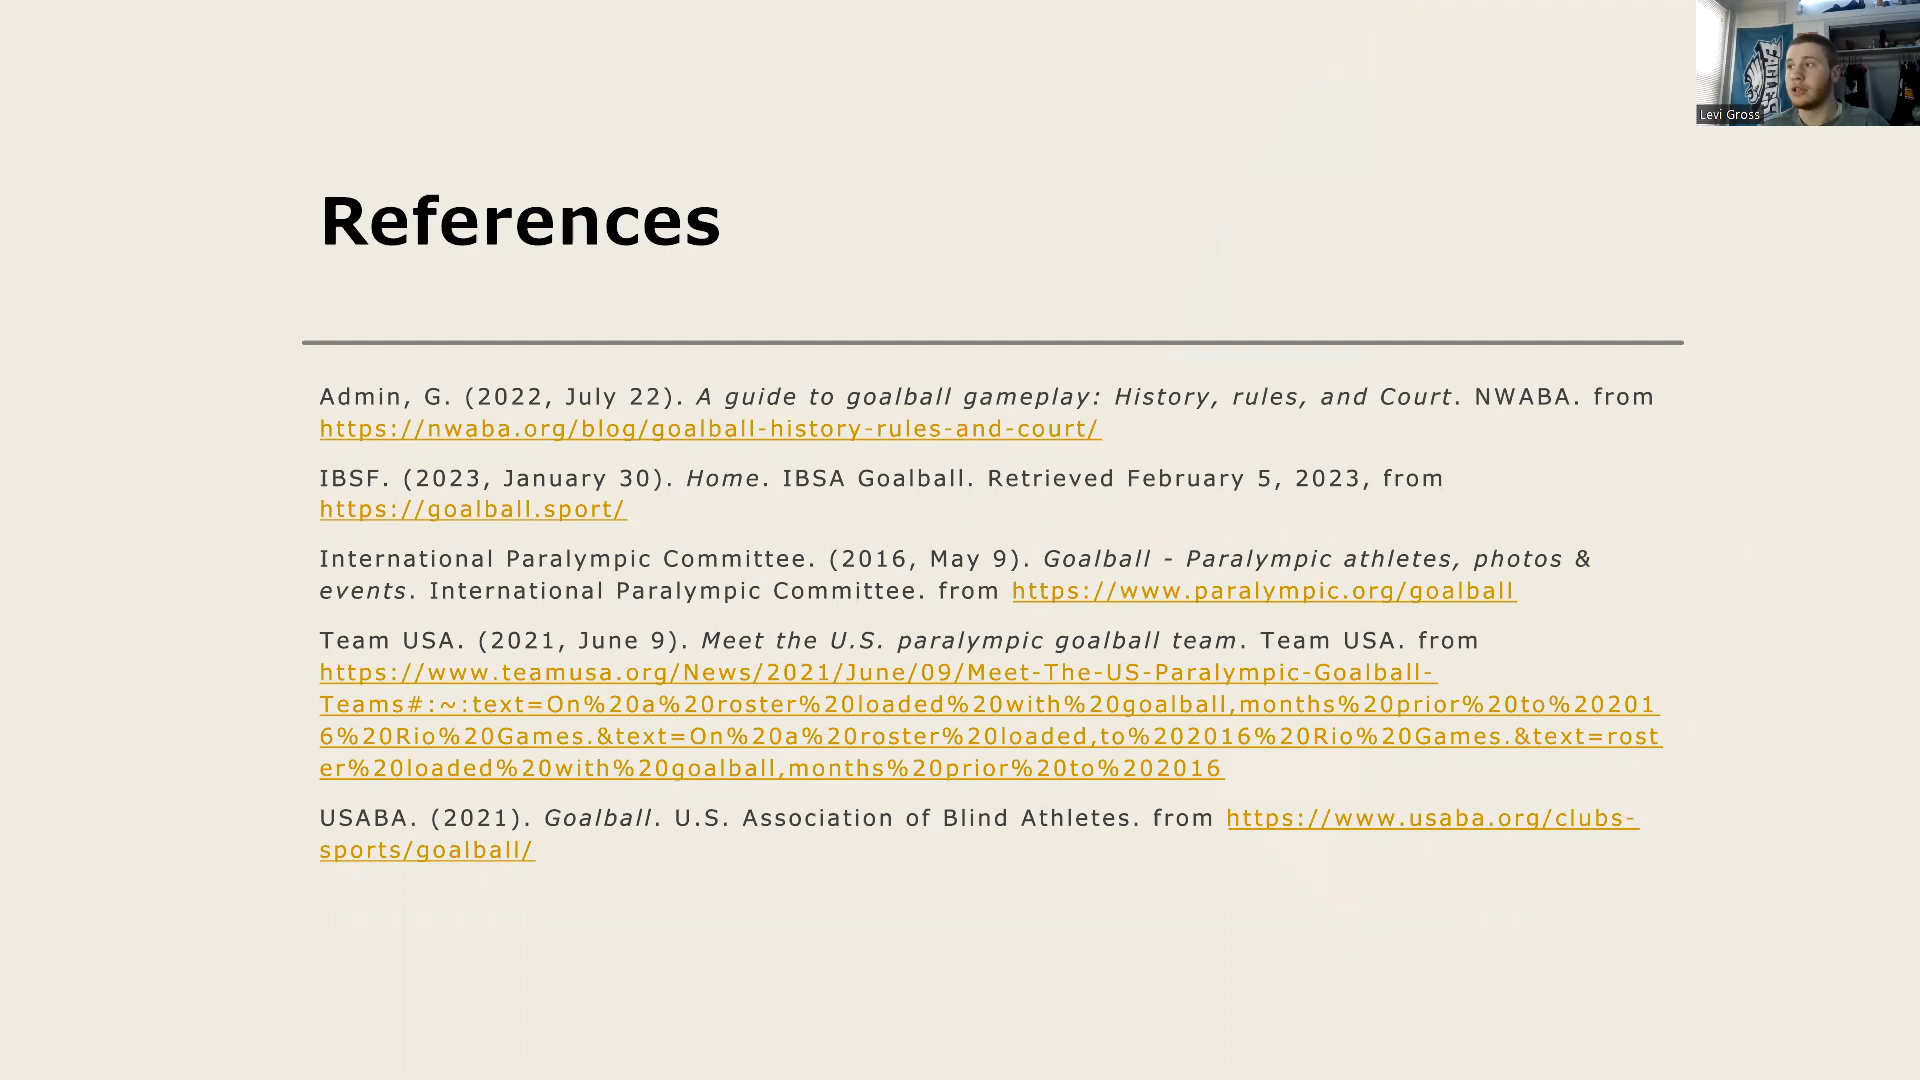 EAGLES
Levi Gross
References
Admin, G. (2022, July 22). A guide to goalball gameplay: History, rules, and Court. NWABA. from
https://nwaba.org/blog/goalball-history-rules-and-court/
IBSF. (2023, January 30). Home. IBSA Goalball. Retrieved February 5, 2023, from
https://goalball.sport/
International Paralympic Committee. (2016, May 9). Goalball - Paralympic athletes, photos &
events. International Paralympic Committee. from https://www.paralympic.org/goalball
Team USA. (2021, June 9). Meet the U.S. paralympic goalball team. Team USA. from
https://www.teamusa.org/News/2021/June/09/Meet-The-US-Paralympic-Goalball-
Teams#:~:text=On%20a%20roster%20loaded%20with%20goalball,months%20prior%20to%20201
6%20Rio%20Games.&text=On%20a%20roster%20loaded,to%202016%20Rio%20Games.&text=rost
er%20loaded%20with%20goalball,months%20prior%20to%202016
USABA. (2021). Goalball. U.S. Association of Blind Athletes. from https://www.usaba.org/clubs-
sports/goalball/